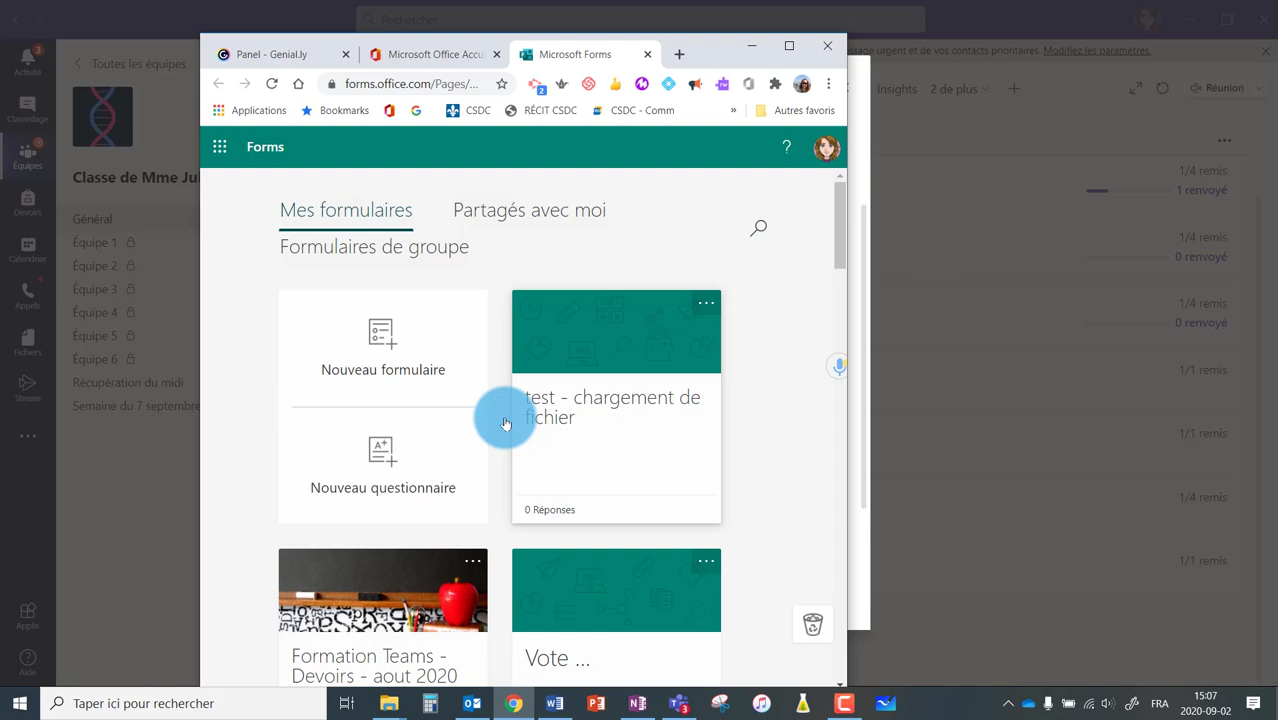 Rechercher
Panel - Genial.ly
Microsoft Office Accu
Microsoft Forms
ssage urgent et de vos contacts prioritaires. Modifiez les paramètres.
forms.office.com/Pages/...
2
Applications
Bookmarks
CSDC
RÉCIT CSDC
CSDC - Comm
»
Autres favoris
Forms
?
Mes formulaires
Partagés avec moi
Formulaires de groupe
Nouveau formulaire
Nouveau questionnaire
test - chargement de
fichier
0 Réponses
Formation Teams -
Devoirs - aout 2020
Vote ...
3
Activité
Clavardage
Équipes
Devoirs
Calendrier
Appels
Fichiers
Stream
Applis
Aide
Toutes les équipes
Classe de Mme Jul
Général
Équipe 1
Équipe 2
Équipe 3
Équipe 4
Équipe 5
Équipe 6
Récupération du midi
Semaine du 7 septembre
Insights
2 de plus
Réunion
1/4 remis
1 renvoyé
1/4 remis
0 renvoyé
1/4 remis
0 renvoyé
1/1 remis
1/1 remis
1/4 remis
1/1 remis
Taper ici pour rechercher
3
FRA
15:07
2020-09-02